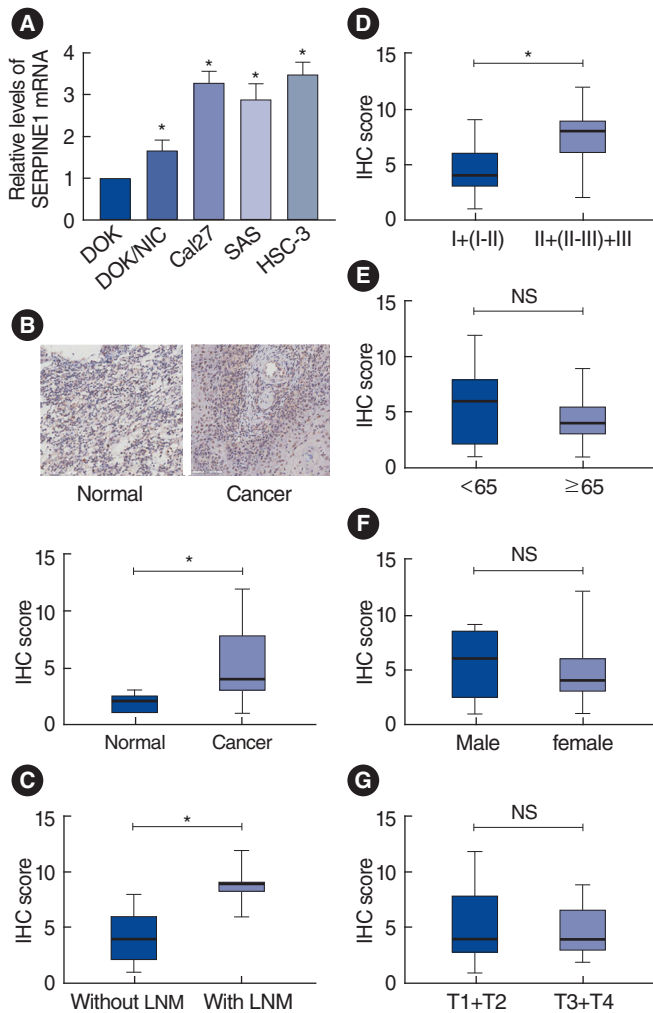 A
Relative levels of
SERPINE1 mRNA
4
3
2
1
0
*
*
*
*
DOK
DOK/NIC
Cal27
SAS
HSC-3
B
Normal
Cancer
IHC score
15
10
5
0
*
Normal
Cancer
C
IHC score
15
10
5
0
*
Without LNM
With LNM
D
IHC score
15
10
5
0
*
I+(I-II)
II+(II-III)+III
E
IHC score
15
10
5
0
NS
<65
≥65
F
IHC score
15
10
5
0
NS
Male
female
G
IHC score
15
10
5
0
NS
T1+T2
T3+T4